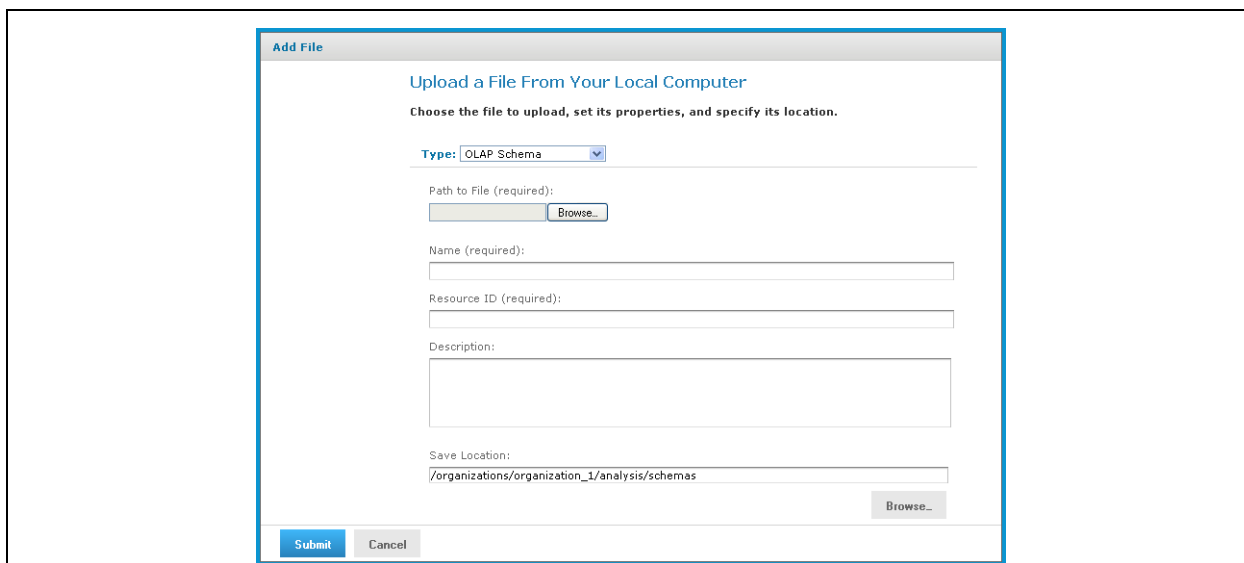 Add File
Upload a File From Your Local Computer
Choose the file to upload, set its properties, and specify its location.
Type: OLAP Schema
Path to File (required):
Browse...
Name (required):
Resource ID (required):
Description:
Save Location:
/organizations/organization_1/analysis/schemas
Browse...
Submit Cancel